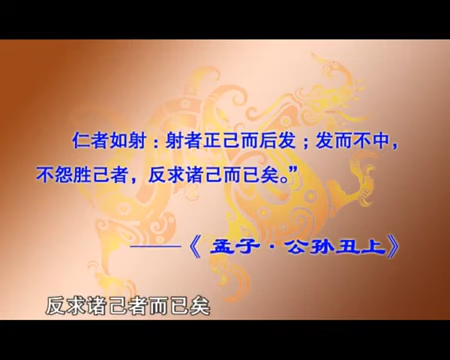 仁者如射：射者正己而后发；发而不中，
不怨胜己者，反求诸己而已矣。”
——《孟子·公孙丑上》
反求诸己者而已矣